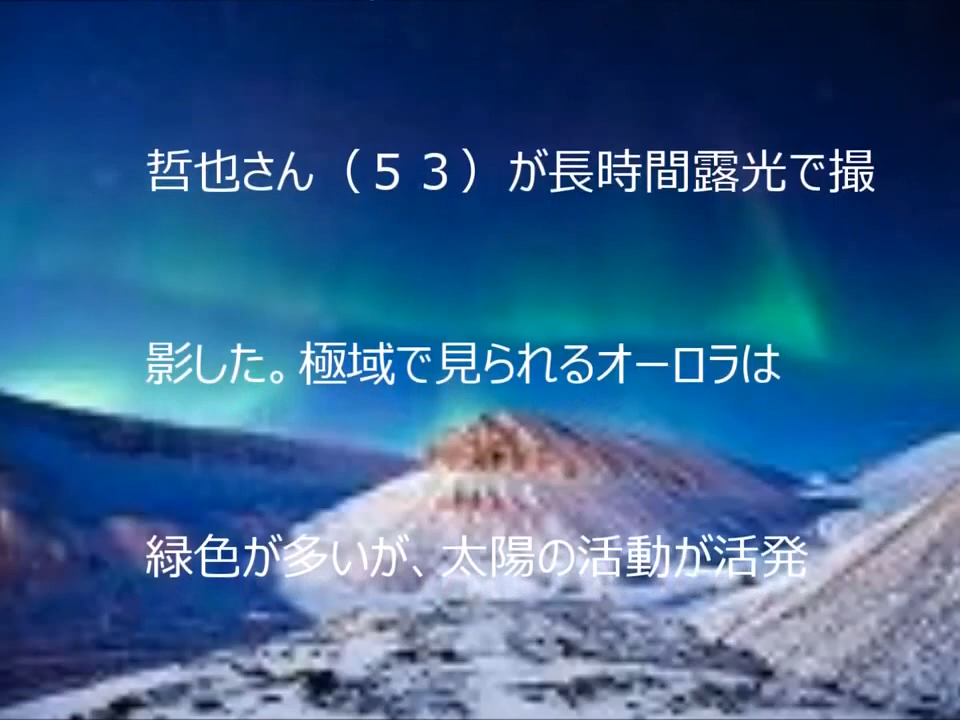 哲也さん（５３）が長時間露光で撮
影した。極域で見られるオーロラは
緑色が多いが、太陽の活動が活発